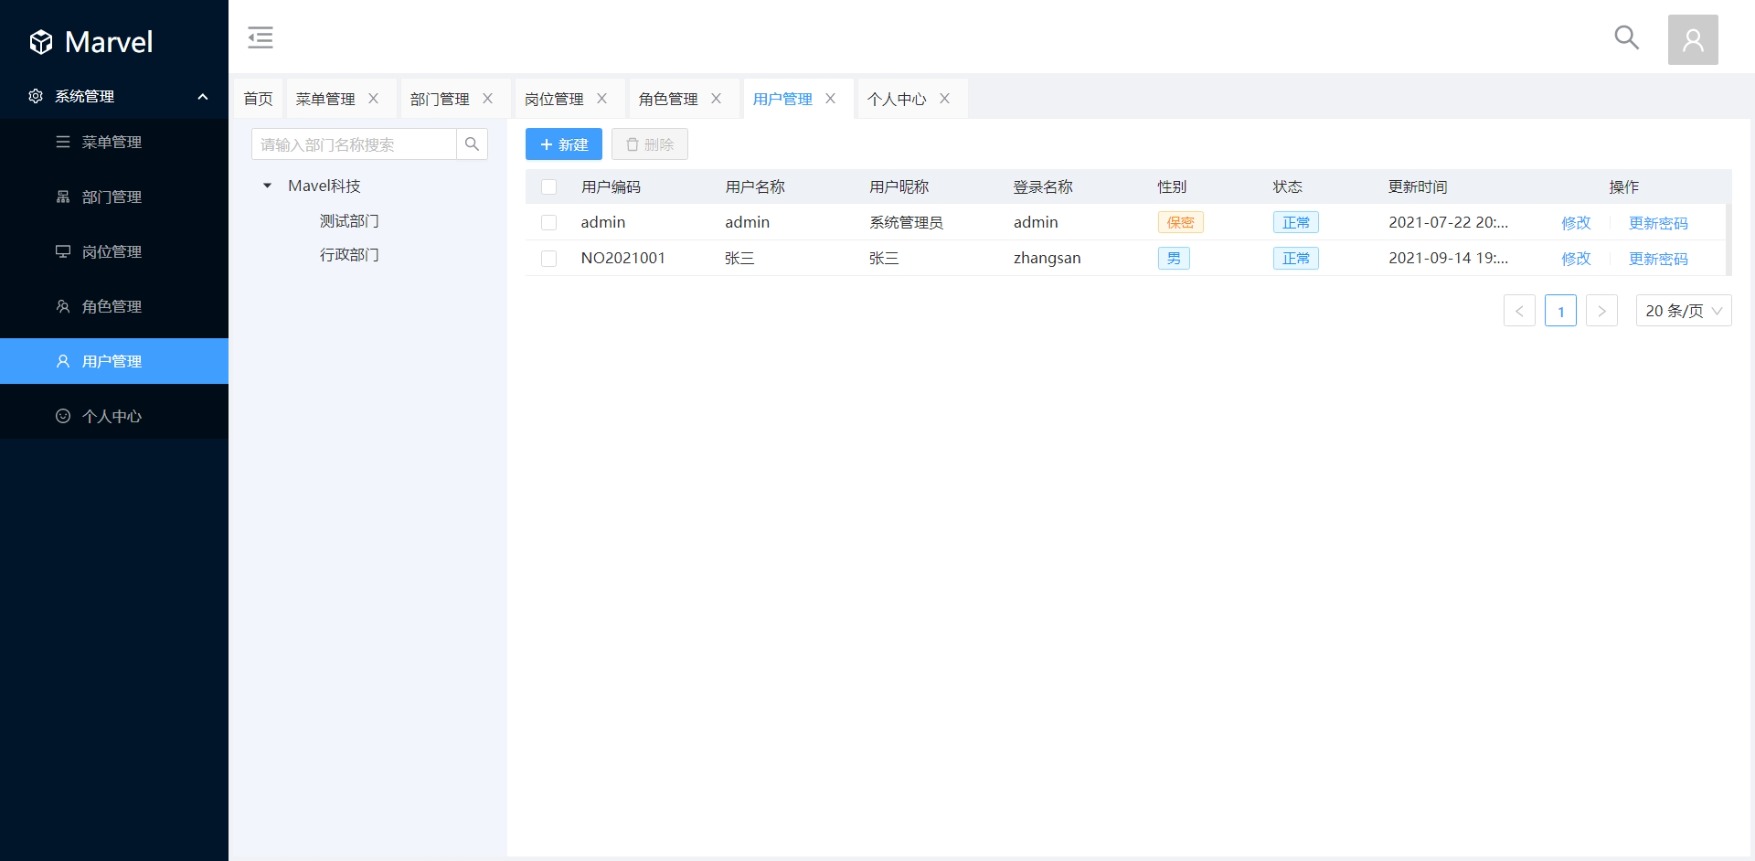 Marvel
系统管理
菜单管理
部门管理
岗位管理
角色管理
用户管理
个人中心
首页 菜单管理 部门管理 岗位管理 角色管理 用户管理 个人中心
请输入部门名称搜索
Mavel科技
测试部门
行政部门
新建 删除
用户编码 用户名称 用户昵称 登录名称 性别 状态 更新时间 操作
admin admin 系统管理员 admin 保密 正常 2021-07-22 20:... 修改 更新密码
NO2021001 张三 张三 zhangsan 男 正常 2021-09-14 19:... 修改 更新密码
< 1 > 20 条/页